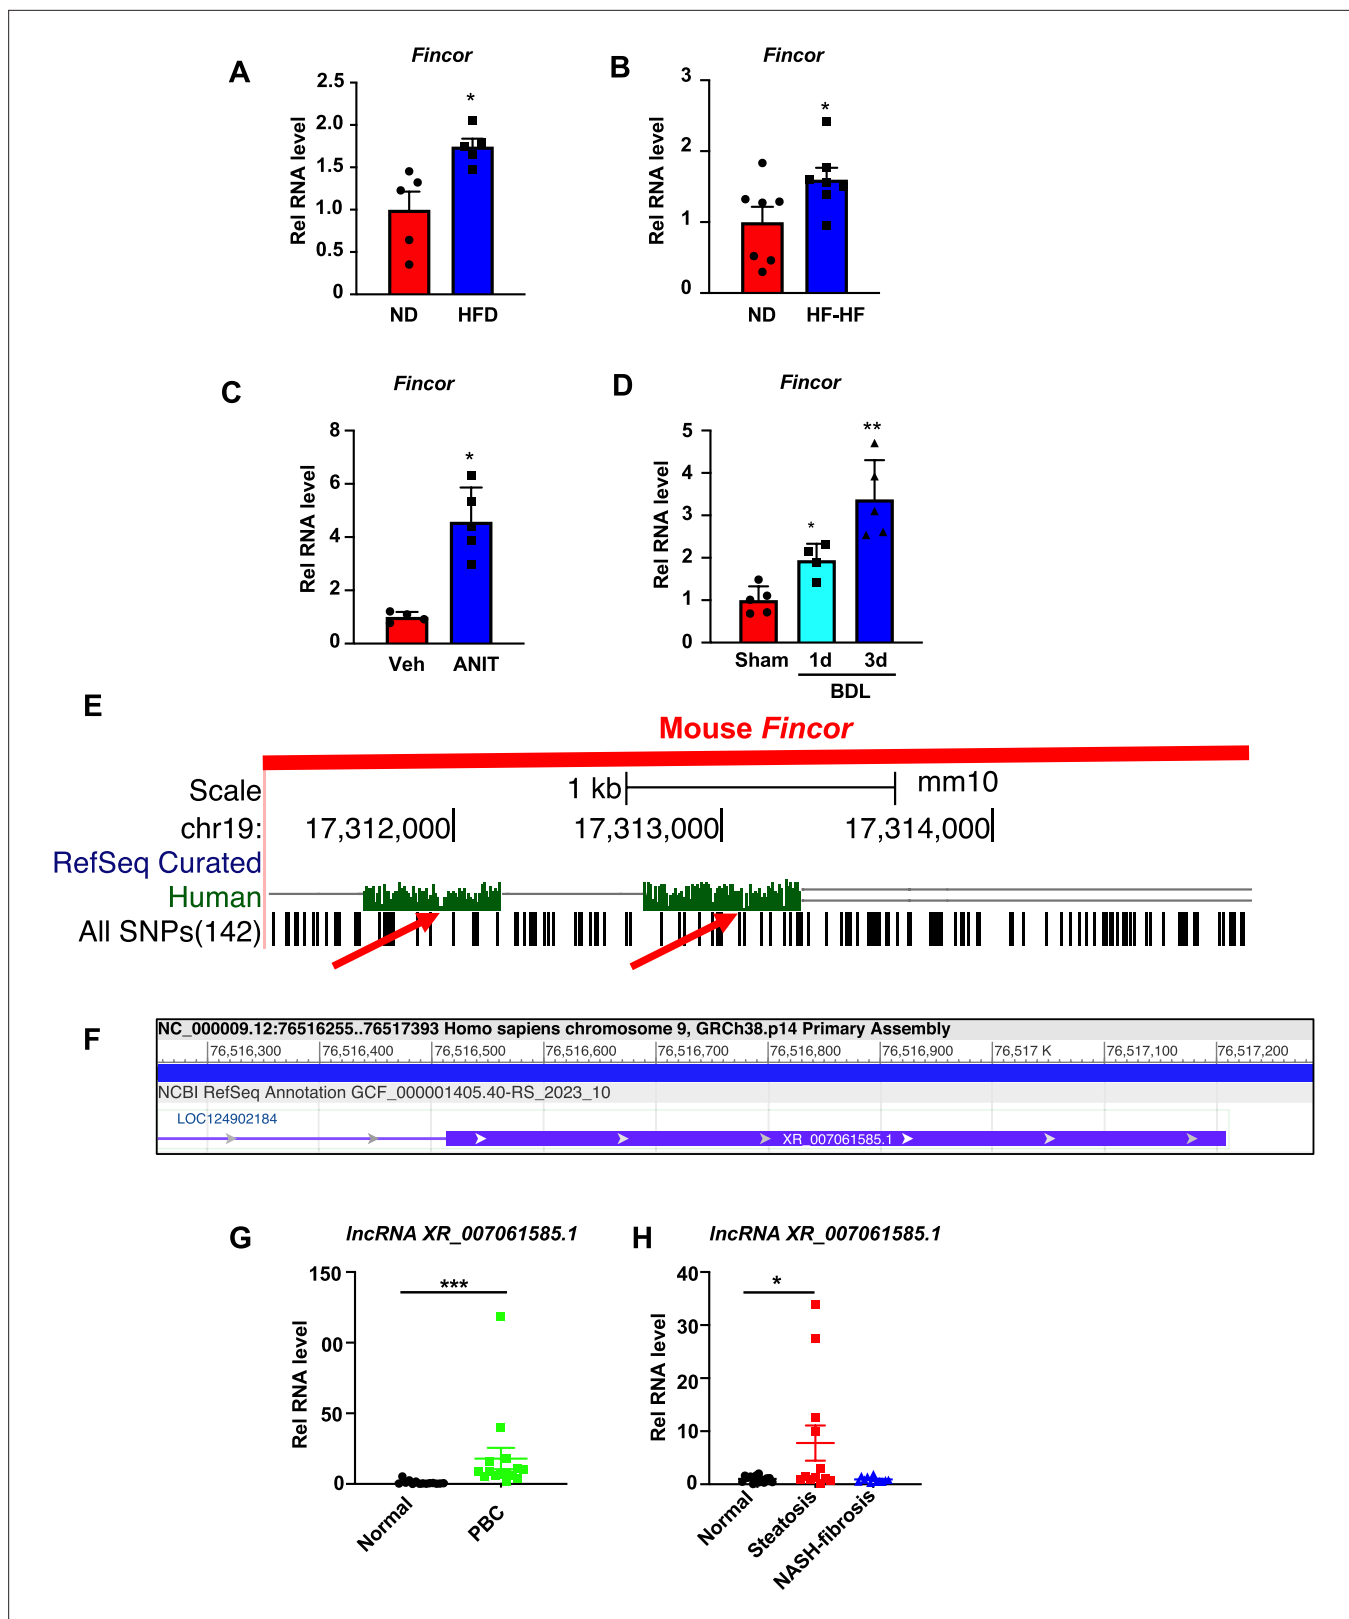 A
Fincor
Rel RNA level
2.5
2.0
1.5
1.0
0.5
0
*
ND
HFD
B
Fincor
Rel RNA level
3
2
1
0
*
ND
HF-HF
C
Fincor
Rel RNA level
8
6
4
2
0
*
Veh
ANIT
D
Fincor
Rel RNA level
5
4
3
2
1
0
*
**
Sham
1d
3d
BDL
E
Mouse Fincor
Scale
1 kb
mm10
chr19:
17,312,000
17,313,000
17,314,000
RefSeq Curated
Human
All SNPs(142)
F
NC_000009.12:76516255..76517393 Homo sapiens chromosome 9, GRCh38.p14 Primary Assembly
76,516,300
76,516,400
76,516,500
76,516,600
76,516,700
76,516,800
76,516,900
76,517 K
76,517,100
76,517,200
NCBI RefSeq Annotation GCF_000001405.40-RS_2023_10
LOC124902184
XR_007061585.1
G
lncRNA XR_007061585.1
Rel RNA level
150
00
50
0
***
Normal
PBC
H
lncRNA XR_007061585.1
Rel RNA level
40
30
20
10
0
*
Normal
Steatosis
NASH-fibrosis